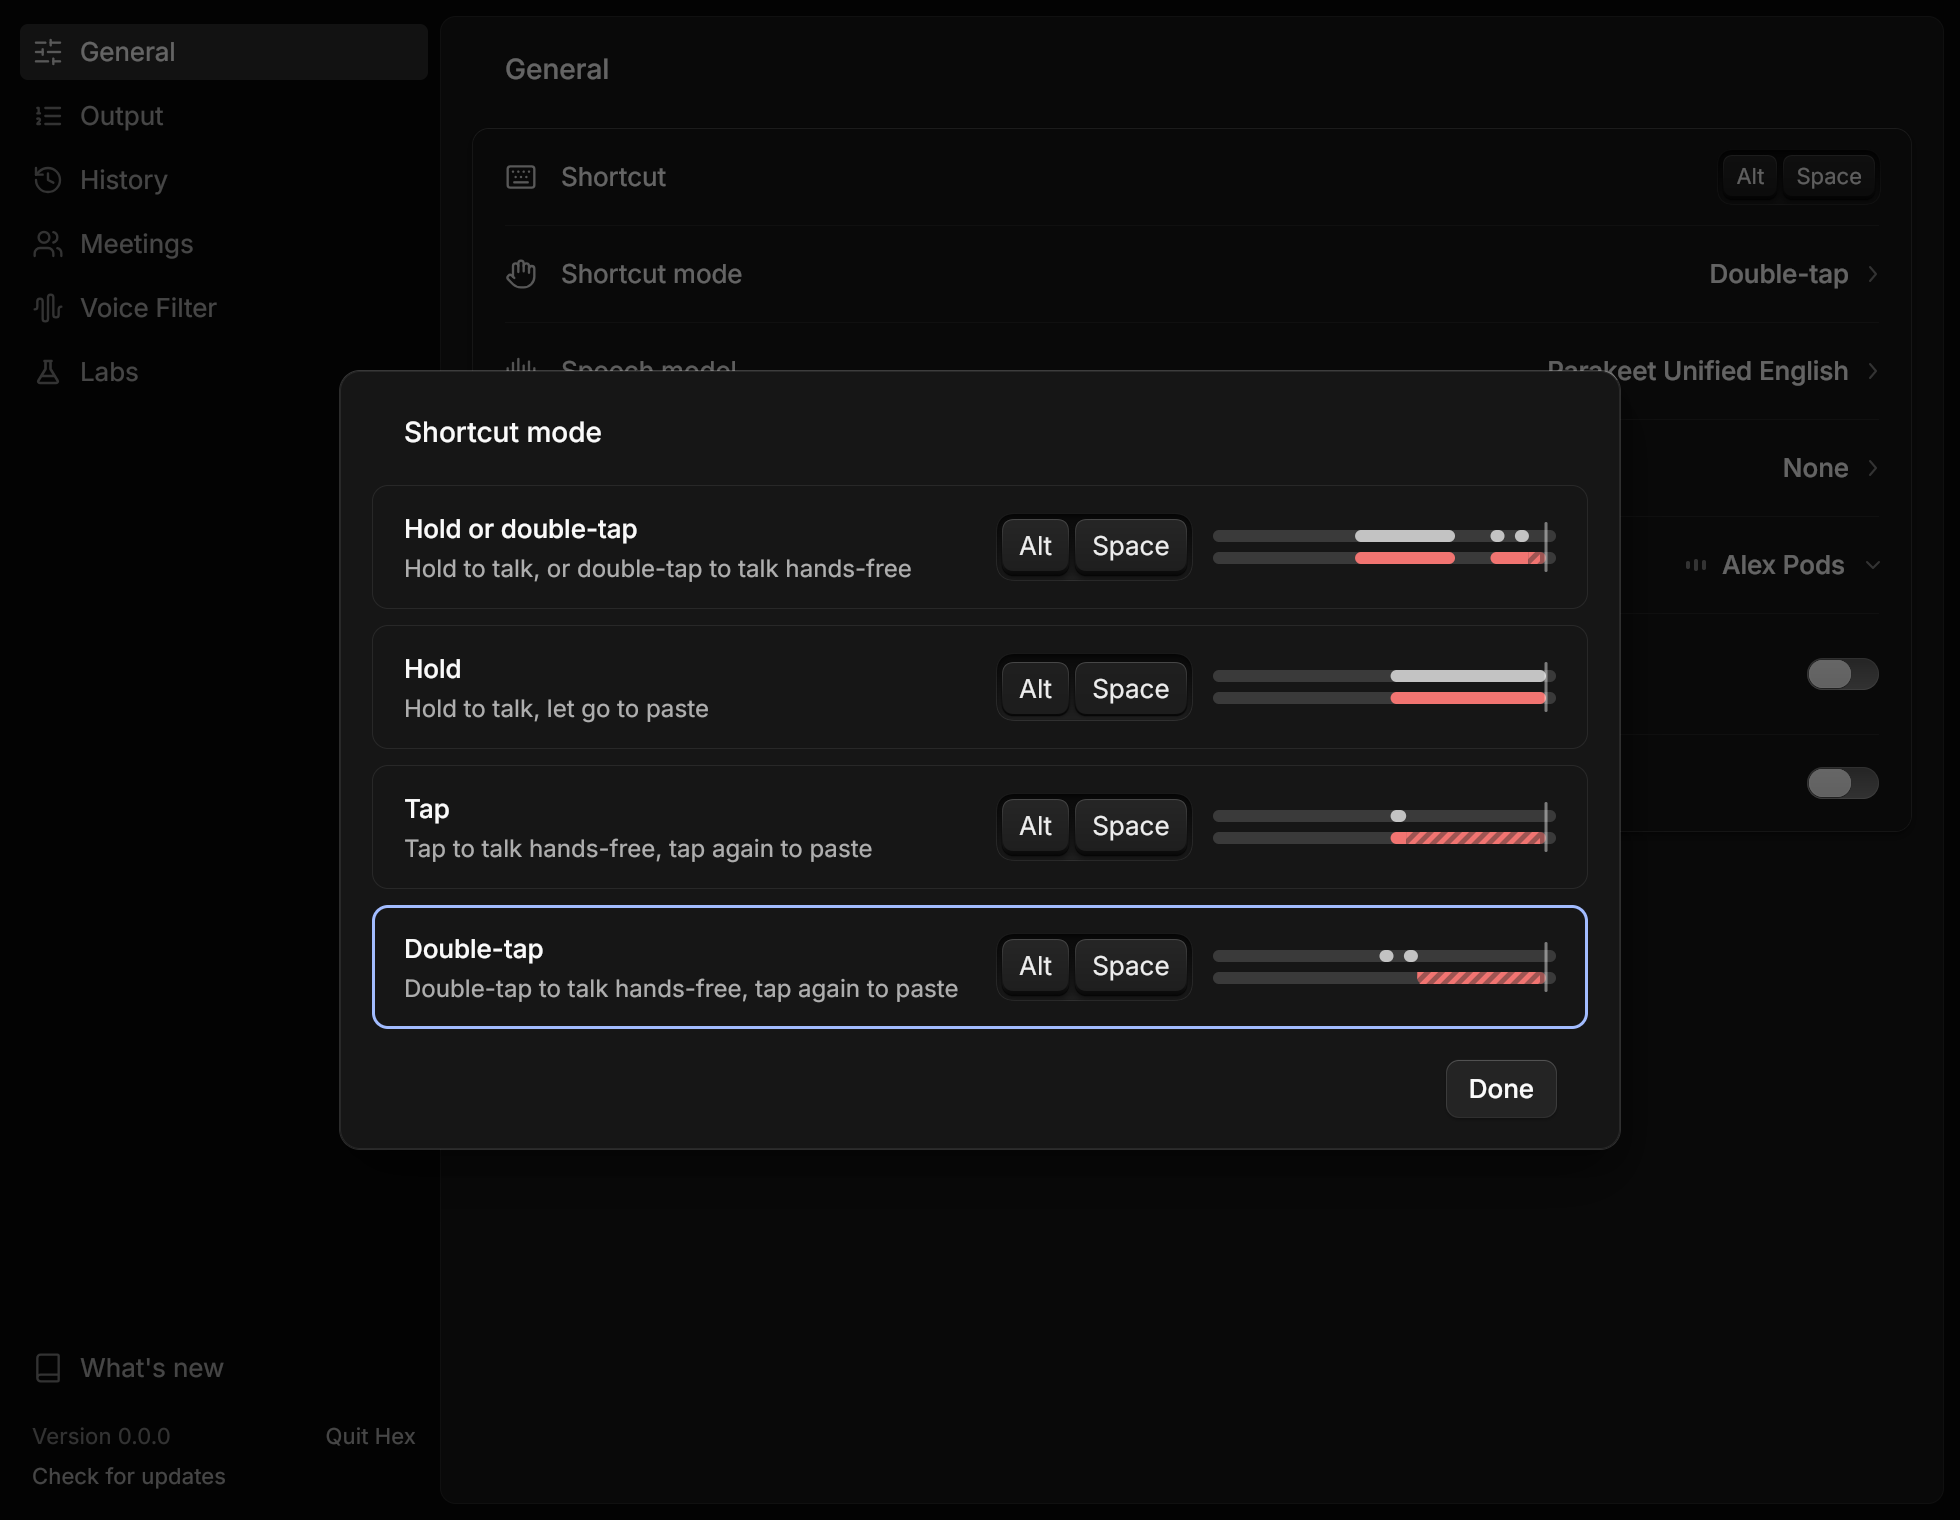 General
Output
History
Meetings
Voice Filter
Labs
What's new
Version 0.0.0
Quit Hex
Check for updates
General
Shortcut
Alt Space
Shortcut mode
Double-tap
Speech model
Parakeet Unified English
None
Alex Pods
Shortcut mode
Hold or double-tap
Hold to talk, or double-tap to talk hands-free
Alt Space
Hold
Hold to talk, let go to paste
Alt Space
Tap
Tap to talk hands-free, tap again to paste
Alt Space
Double-tap
Double-tap to talk hands-free, tap again to paste
Alt Space
Done